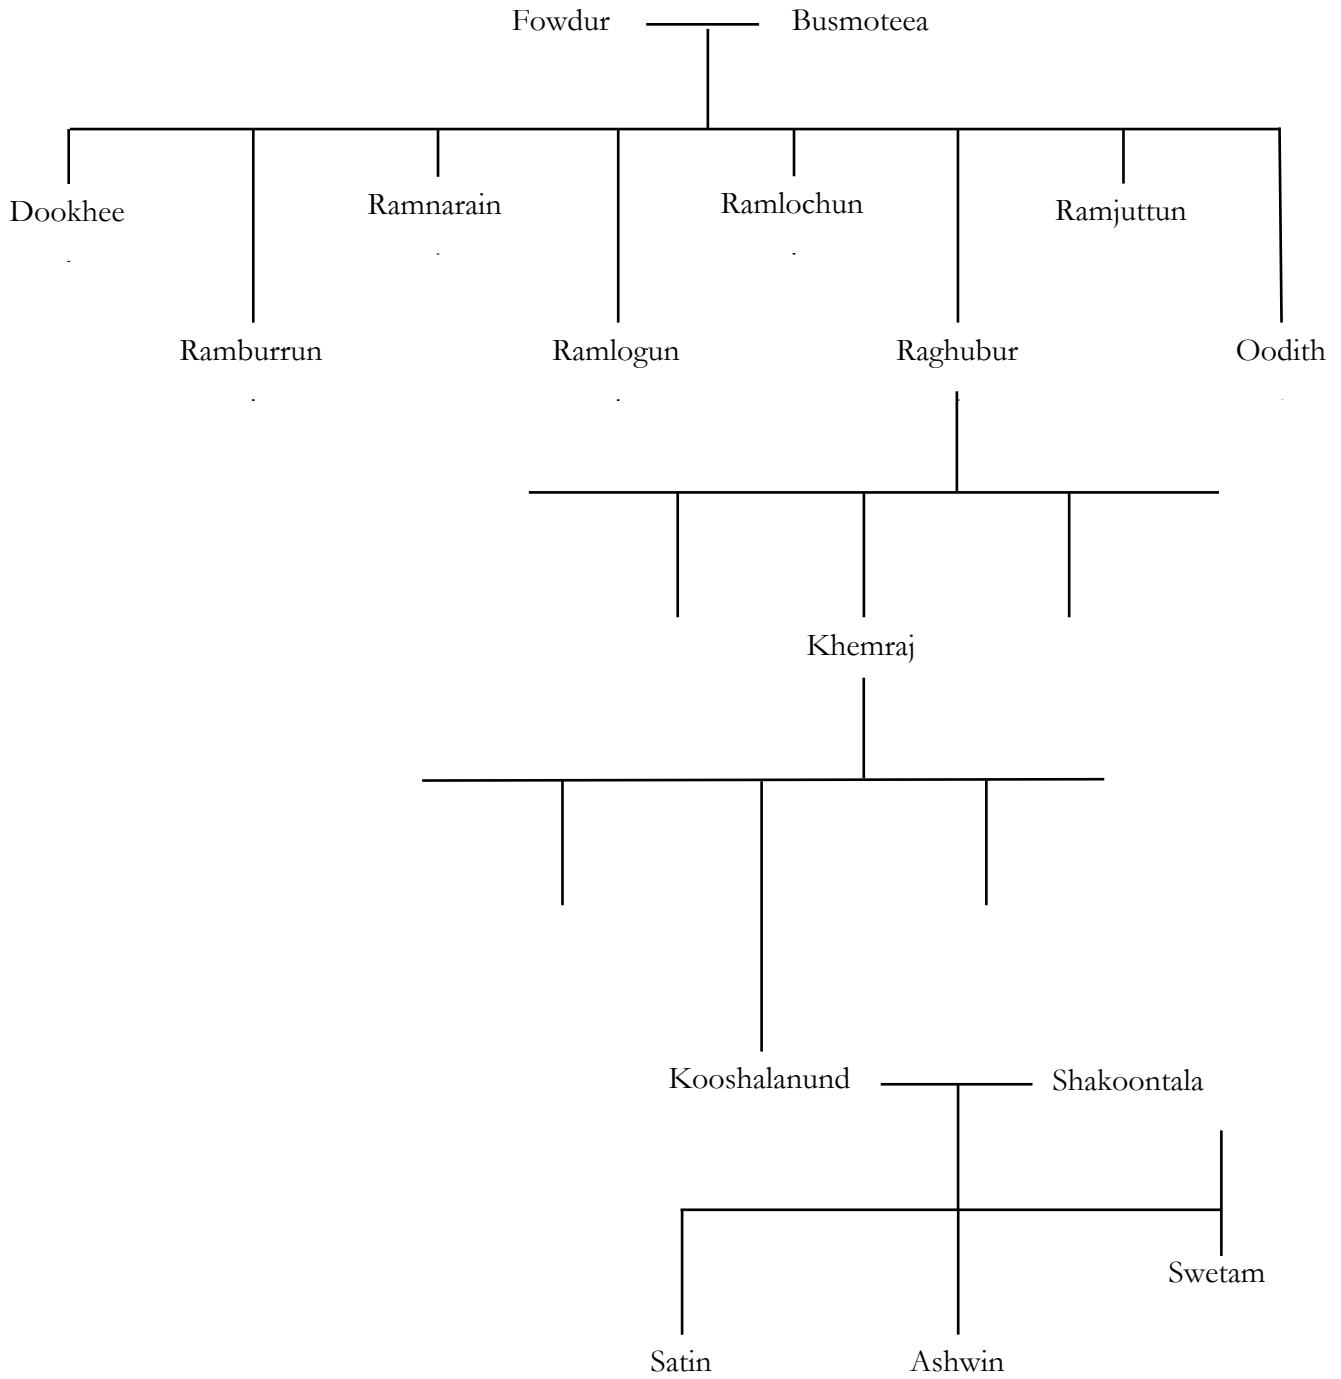 Fowdur Busmoteea
Dookhee Ramnarain Ramlochun Ramjuttun
Ramburrun Ramlogun Raghubur Oodith
Khemraj
Kooshalanund Shakoontala
Swetam
Satin Ashwin